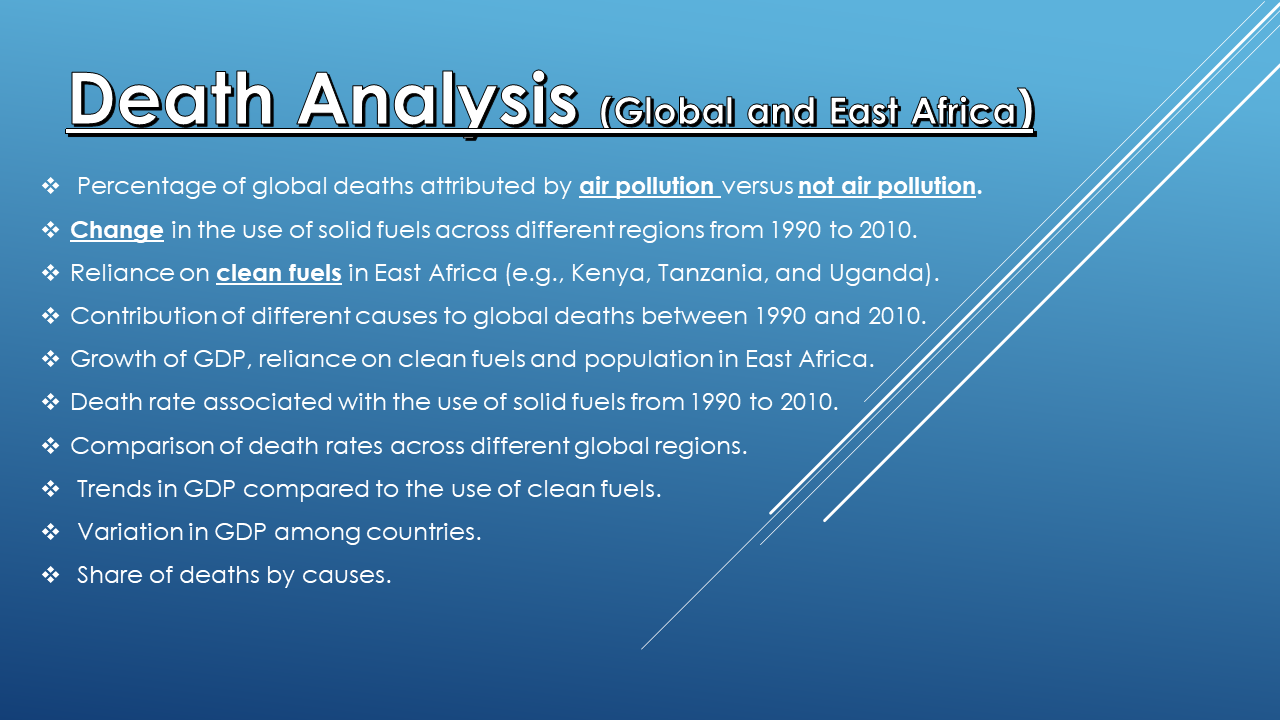 Death Analysis (Global and East Africa)
❖ Percentage of global deaths attributed by air pollution versus not air pollution.
❖ Change in the use of solid fuels across different regions from 1990 to 2010.
❖ Reliance on clean fuels in East Africa (e.g., Kenya, Tanzania, and Uganda).
❖ Contribution of different causes to global deaths between 1990 and 2010.
❖ Growth of GDP, reliance on clean fuels and population in East Africa.
❖ Death rate associated with the use of solid fuels from 1990 to 2010.
❖ Comparison of death rates across different global regions.
❖ Trends in GDP compared to the use of clean fuels.
❖ Variation in GDP among countries.
❖ Share of deaths by causes.